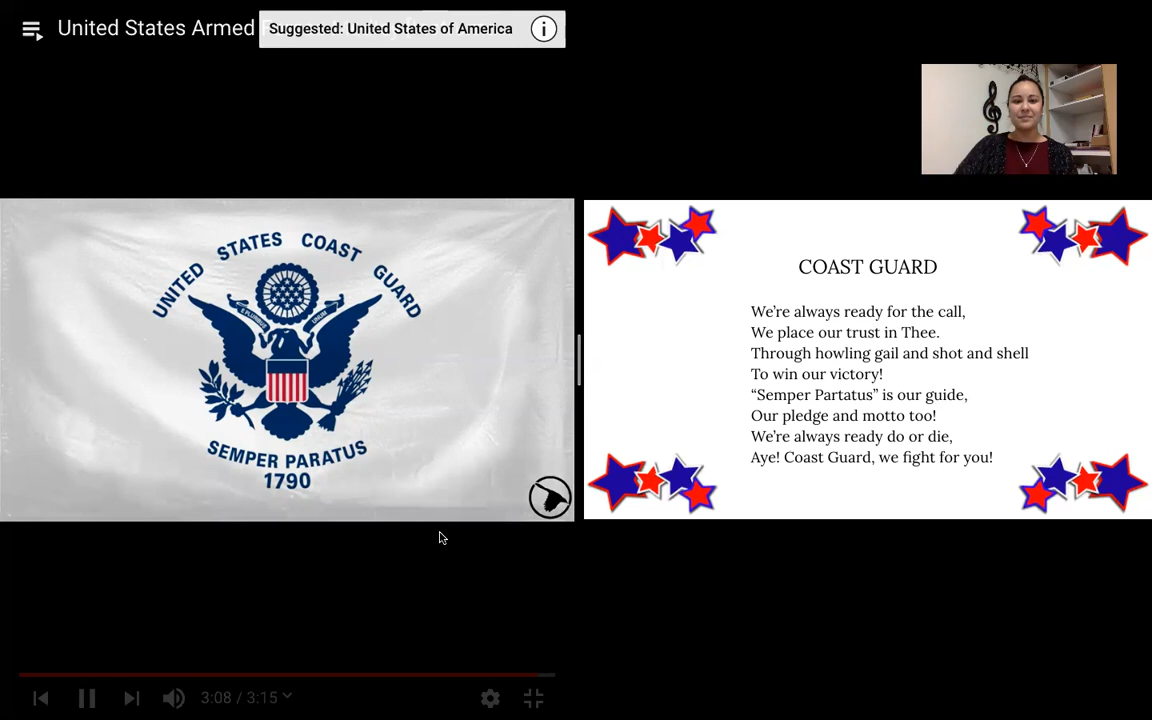 United States Armed
Suggested: United States of America
UNITED STATES COAST GUARD
E PLURIBUS UNUM
SEMPER PARATUS
1790
COAST GUARD
We’re always ready for the call,
We place our trust in Thee.
Through howling gail and shot and shell
To win our victory!
“Semper Partatus” is our guide,
Our pledge and motto too!
We’re always ready do or die,
Aye! Coast Guard, we fight for you!
3:08 / 3:15